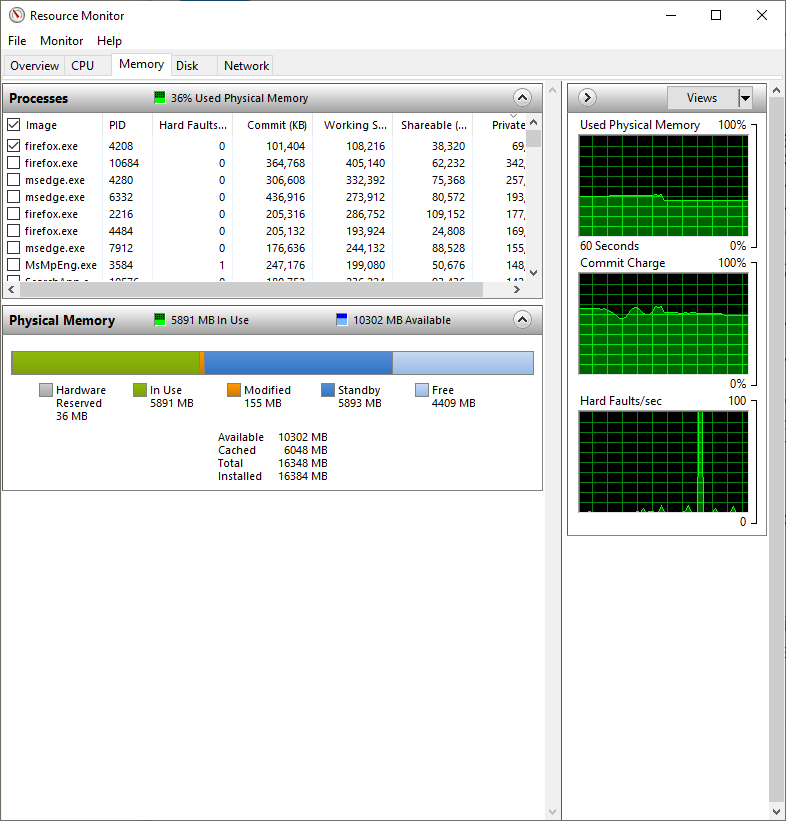 Resource Monitor
File Monitor Help
Overview CPU Memory Disk Network
Processes 36% Used Physical Memory
Image PID Hard Faults... Commit (KB) Working S... Shareable (... Private
firefox.exe 4208 0 101,404 108,216 38,320 69,
firefox.exe 10684 0 364,768 405,140 62,232 342,
msedge.exe 4280 0 306,608 332,392 75,368 257,
msedge.exe 6332 0 436,916 273,912 80,572 193,
firefox.exe 2216 0 205,316 286,752 109,152 177,
firefox.exe 4484 0 205,132 193,924 24,808 169,
msedge.exe 7912 0 176,636 244,132 88,528 155,
MsMpEng.exe 3584 1 247,176 199,080 50,676 148,
Physical Memory 5891 MB In Use 10302 MB Available
Hardware Reserved 36 MB
In Use 5891 MB
Modified 155 MB
Standby 5893 MB
Free 4409 MB
Available 10302 MB
Cached 6048 MB
Total 16348 MB
Installed 16384 MB
Views
Used Physical Memory 100%
60 Seconds 0%
Commit Charge 100%
0%
Hard Faults/sec 100
0